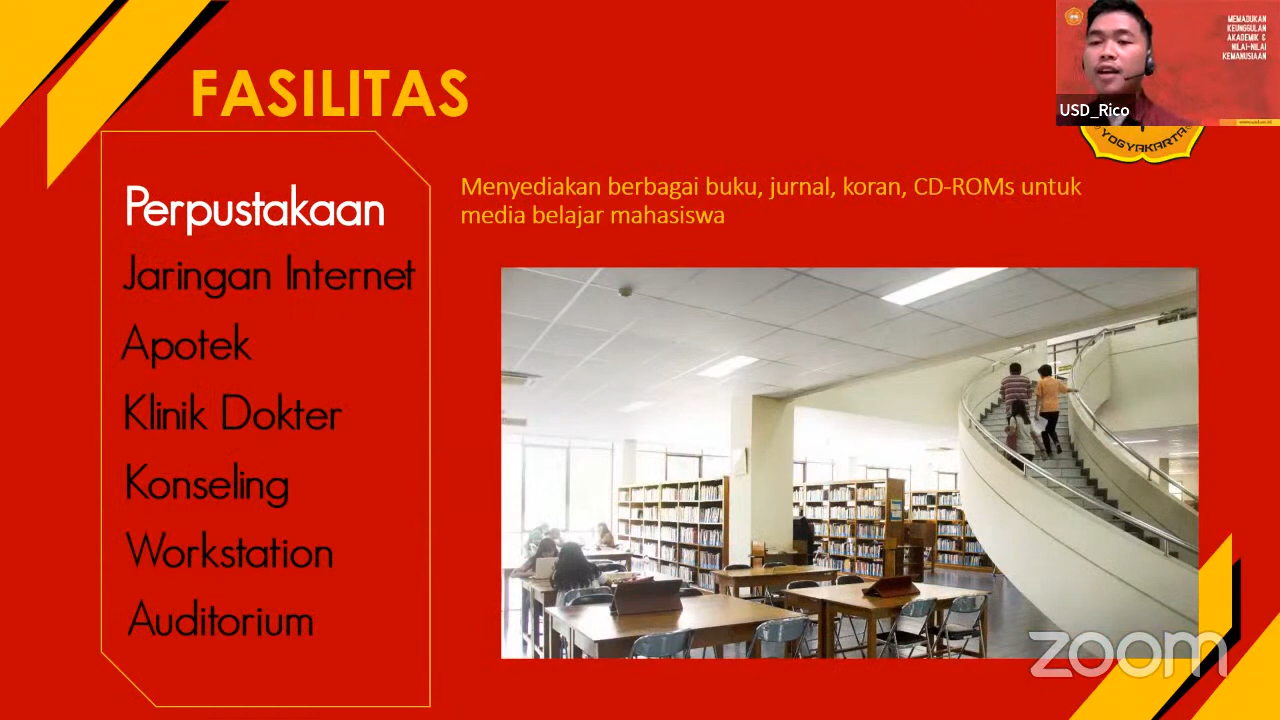 FASILITAS
Perpustakaan
Jaringan Internet
Apotek
Klinik Dokter
Konseling
Workstation
Auditorium
Menyediakan berbagai buku, jurnal, koran, CD-ROMs untuk
media belajar mahasiswa
MEMADUKAN
KEUNGGULAN
AKADEMIK &
NILAI-NILAI
KEMANUSIAAN
USD_Rico
YOGYAKARTA
zoom